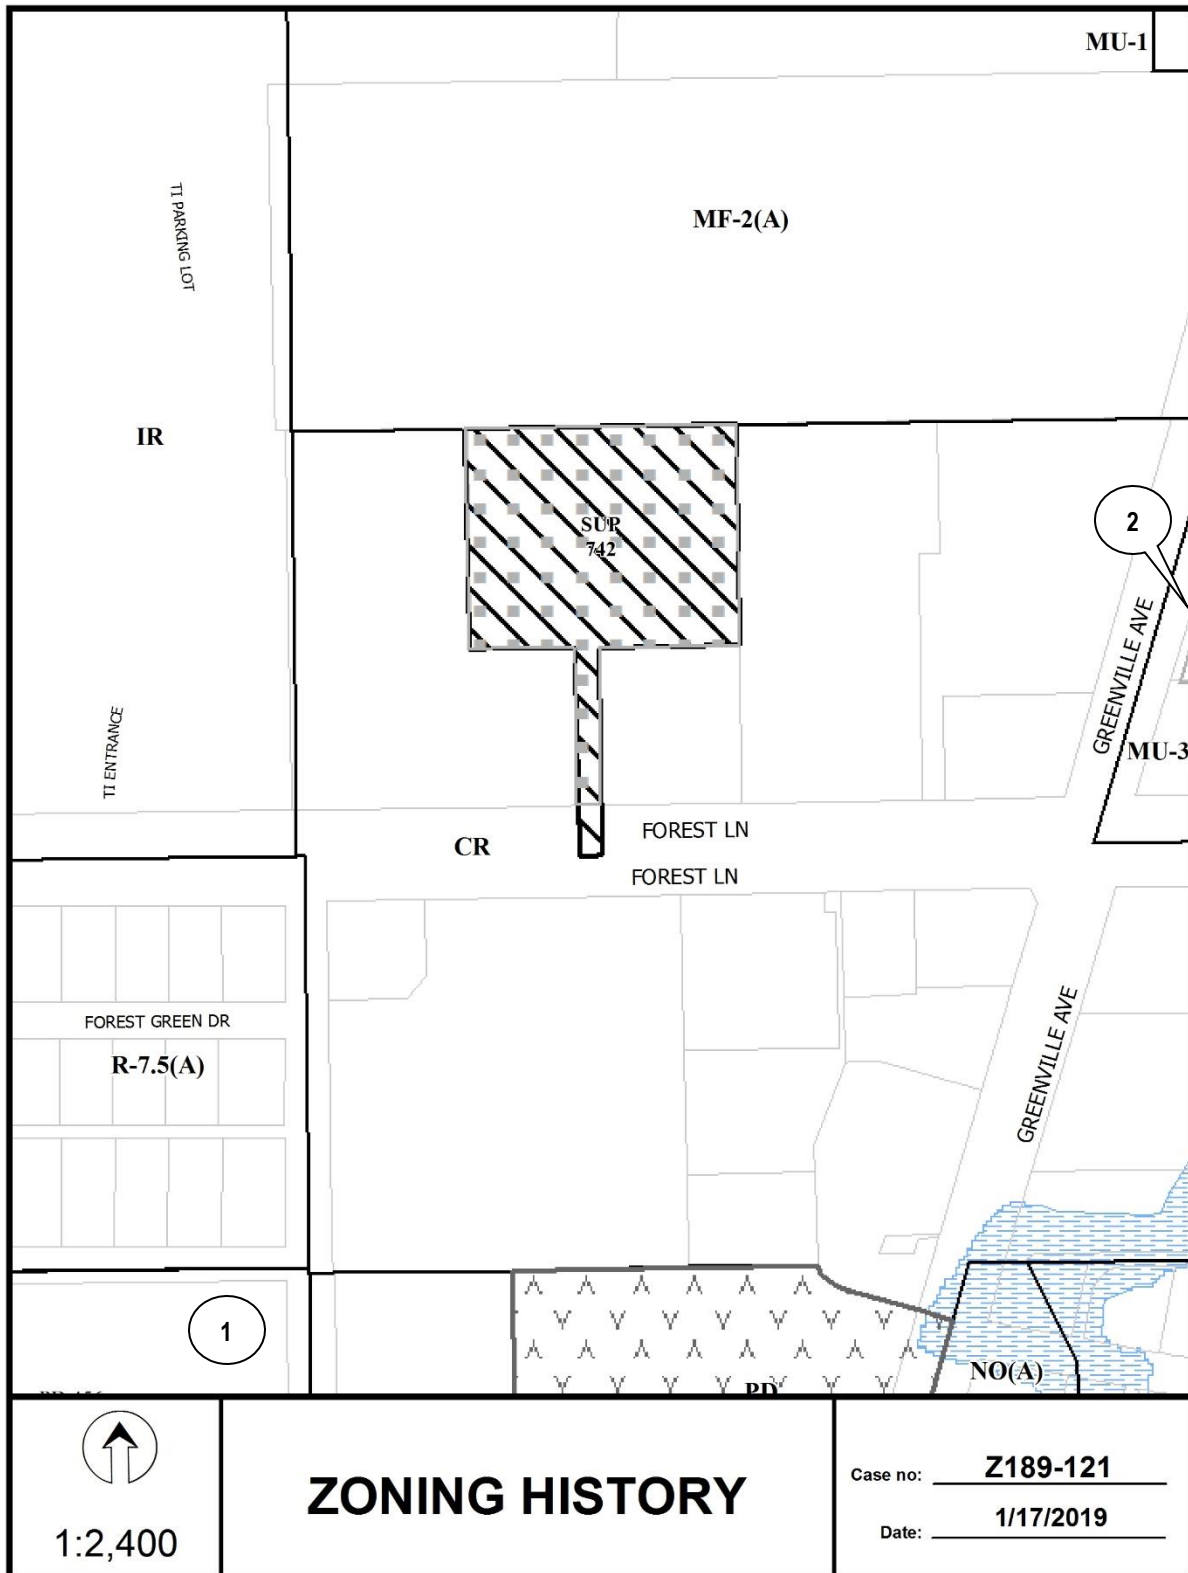 MU-1
TI PARKING LOT
MF-2(A)
IR
SUP
742
2
GREENVILLE AVE
TI ENTRANCE
MU-3
FOREST LN
CR
FOREST LN
FOREST GREEN DR
R-7.5(A)
GREENVILLE AVE
1
NO(A)
PD
1:2,400
ZONING HISTORY
Case no: Z189-121
Date: 1/17/2019